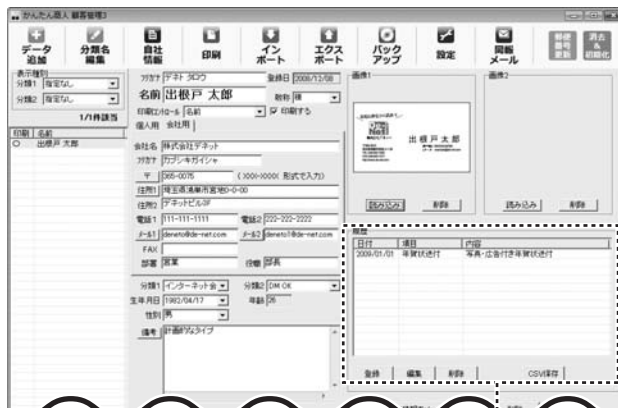 かんたん商人 顧客管理3
データ追加
分類名編集
自社情報
印刷
インポート
エクスポート
バックアップ
設定
同報メール
郵便番号更新
消去&初期化
表示種別
分類1 指定なし
分類2 指定なし
1/1件該当
印刷 名前
○ 出根戸 太郎
フリガナ デネト タロウ
登録日 2008/12/08
名前 出根戸 太郎
敬称 様
名前
印刷する
個人用 会社用
会社名 株式会社デネット
フリガナ カブシキガイシャ
〒 365-0075 (XXX-XXXX 形式で入力)
住所1 埼玉県鴻巣市宮地0-0-00
住所2 デネットビル3F
電話1 111-111-1111
電話2 222-222-2222
メール1 deneto@de-net.com
メール2 deneto1@de-net.com
FAX
部署 営業
役職 部長
分類1 インターネット会
分類2 DM OK
生年月日 1982/04/17
年齢 26
性別 男
備考 計画的なタイプ
画像1
No1
出根戸太郎
読み込み 削除
画像2
読み込み 削除
履歴
日付 項目 内容
2009/01/01 年賀状送付 写真・広告付き年賀状送付
登録 編集 削除 CSV保存